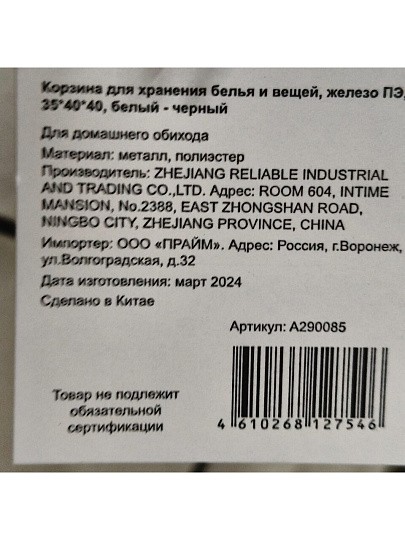 Корзина для хранения белья и вещей, железо ПЭ,
35*40*40, белый - черный
Для домашнего обихода
Материал: металл, полиэстер
Производитель: ZHEJIANG RELIABLE INDUSTRIAL
AND TRADING CO.,LTD. Адрес: ROOM 604, INTIME
MANSION, No.2388, EAST ZHONGSHAN ROAD,
NINGBO CITY, ZHEJIANG PROVINCE, CHINA
Импортер: ООО «ПРАЙМ». Адрес: Россия, г.Воронеж,
ул.Волгоградская, д.32
Дата изготовления: март 2024
Сделано в Китае
Артикул: A290085
Товар не подлежит
обязательной
сертификации
4 610268 127546